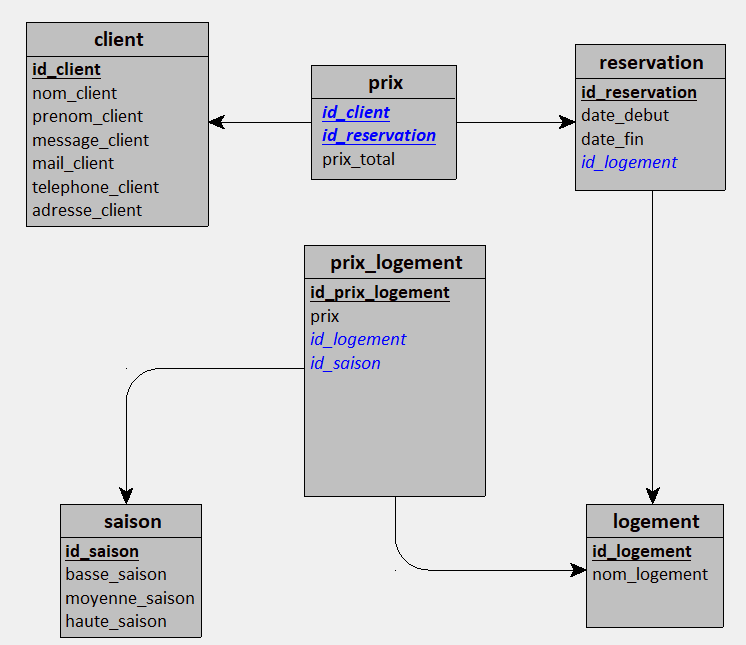 client
id_client
nom_client
prenom_client
message_client
mail_client
telephone_client
adresse_client
prix
id_client
id_reservation
prix_total
reservation
id_reservation
date_debut
date_fin
id_logement
prix_logement
id_prix_logement
prix
id_logement
id_saison
saison
id_saison
basse_saison
moyenne_saison
haute_saison
logement
id_logement
nom_logement